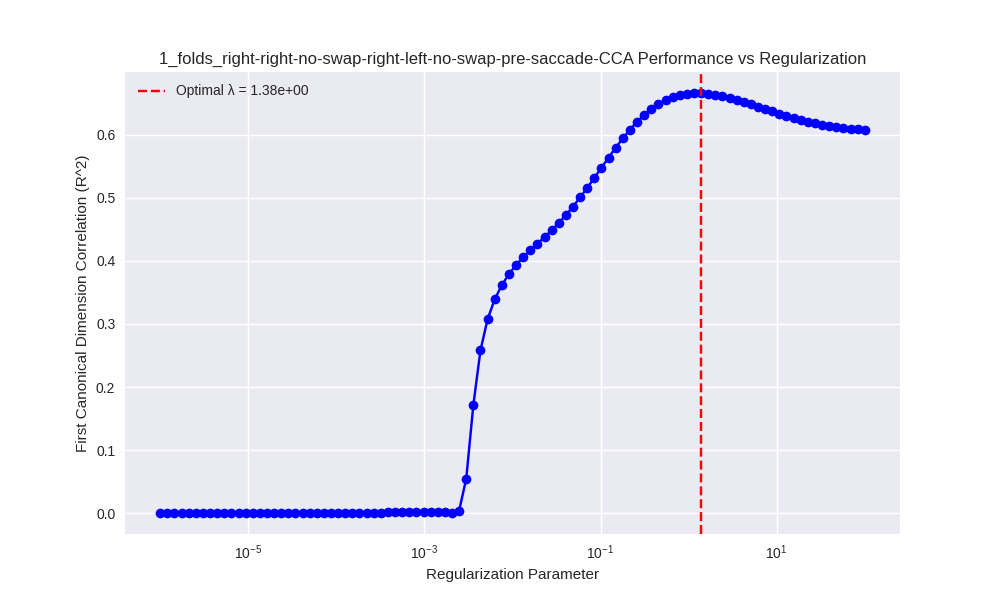 1_folds_right-right-no-swap-right-left-no-swap-pre-saccade-CCA Performance vs Regularization
Optimal λ = 1.38e+00
First Canonical Dimension Correlation (R^2)
0.6
0.5
0.4
0.3
0.2
0.1
0.0
10⁻⁵
10⁻³
10⁻¹
10¹
Regularization Parameter